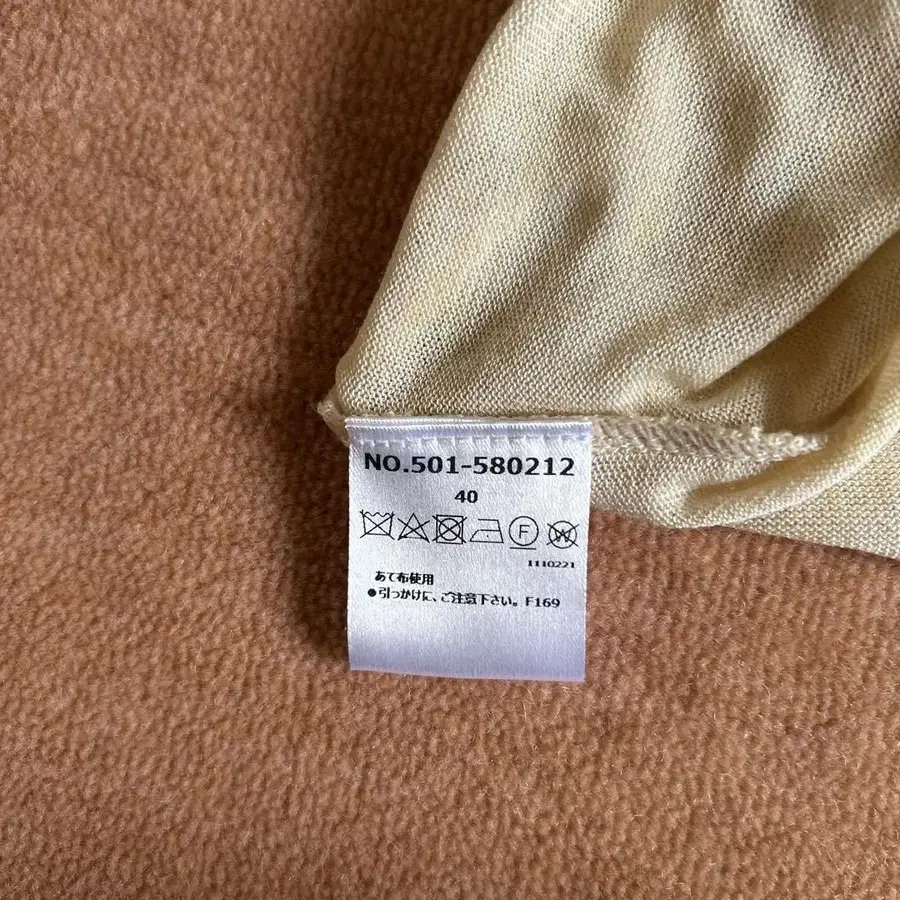 NO.501-580212
40
F W
1110221
あて布使用
●引っかけに、ご注意下さい。F169